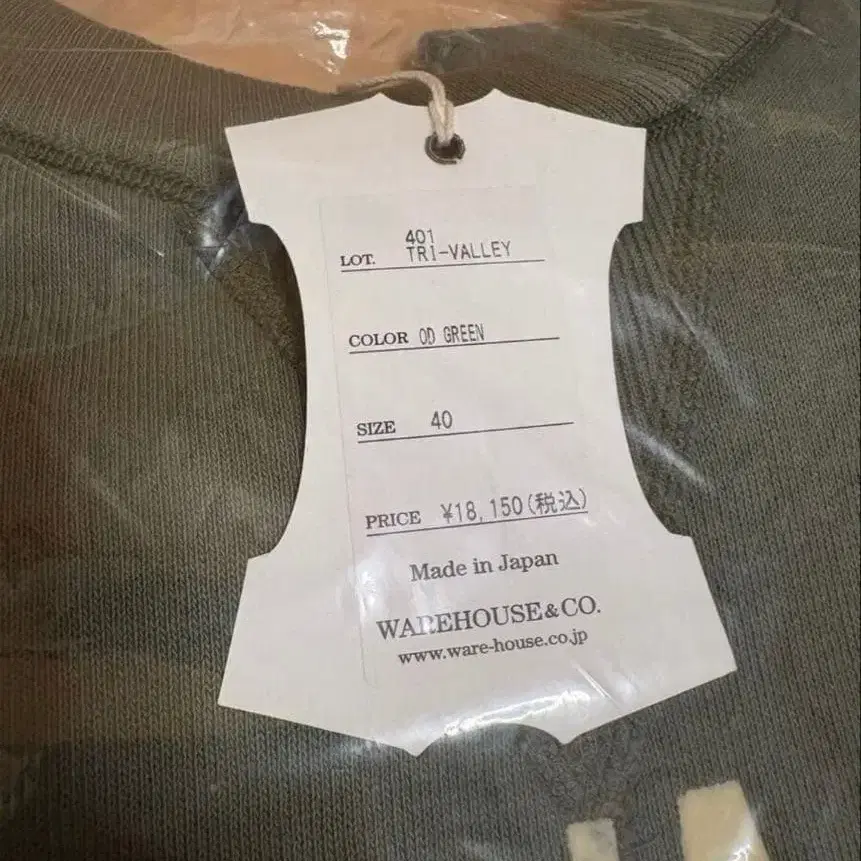 401
LOT. TRI-VALLEY
COLOR OD GREEN
SIZE 40
PRICE ¥18,150(税込)
Made in Japan
WAREHOUSE&CO.
www.ware-house.co.jp